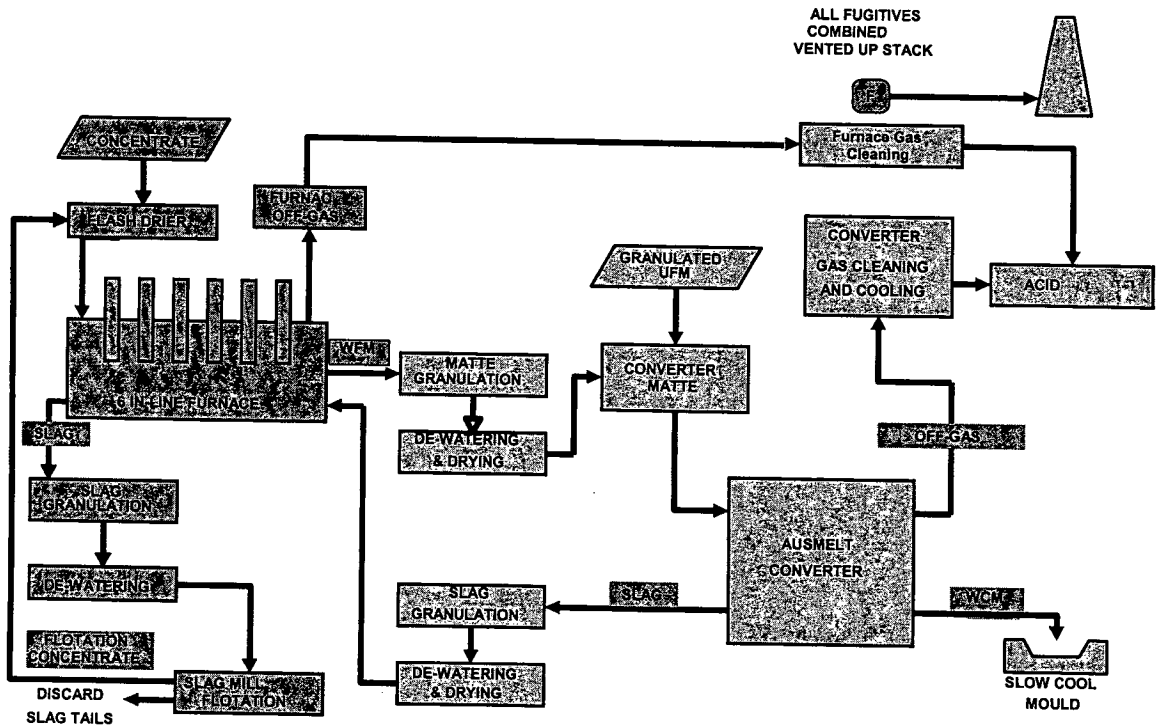 ALL FUGITIVES
COMBINED
VENTED UP STACK
F
CONCENTRATE
Furnace Gas
Cleaning
FLASH DRIER
FURNAC
OFF-GAS
GRANULATED
UFM
CONVERTER
GAS CLEANING
AND COOLING
ACID
WFM
MATTE
GRANULATION
CONVERTER
MATTE
6 IN-LINE FURNACE
SLAG
DE-WATERING
& DRYING
OFF-GAS
SLAG
GRANULATION
AUSMELT
CONVERTER
DE-WATERING
SLAG
GRANULATION
SLAG
WCM
FLOTATION
CONCENTRATE
SLAG MILL
FLOTATION
DE-WATERING
& DRYING
DISCARD
SLAG TAILS
SLOW COOL
MOULD